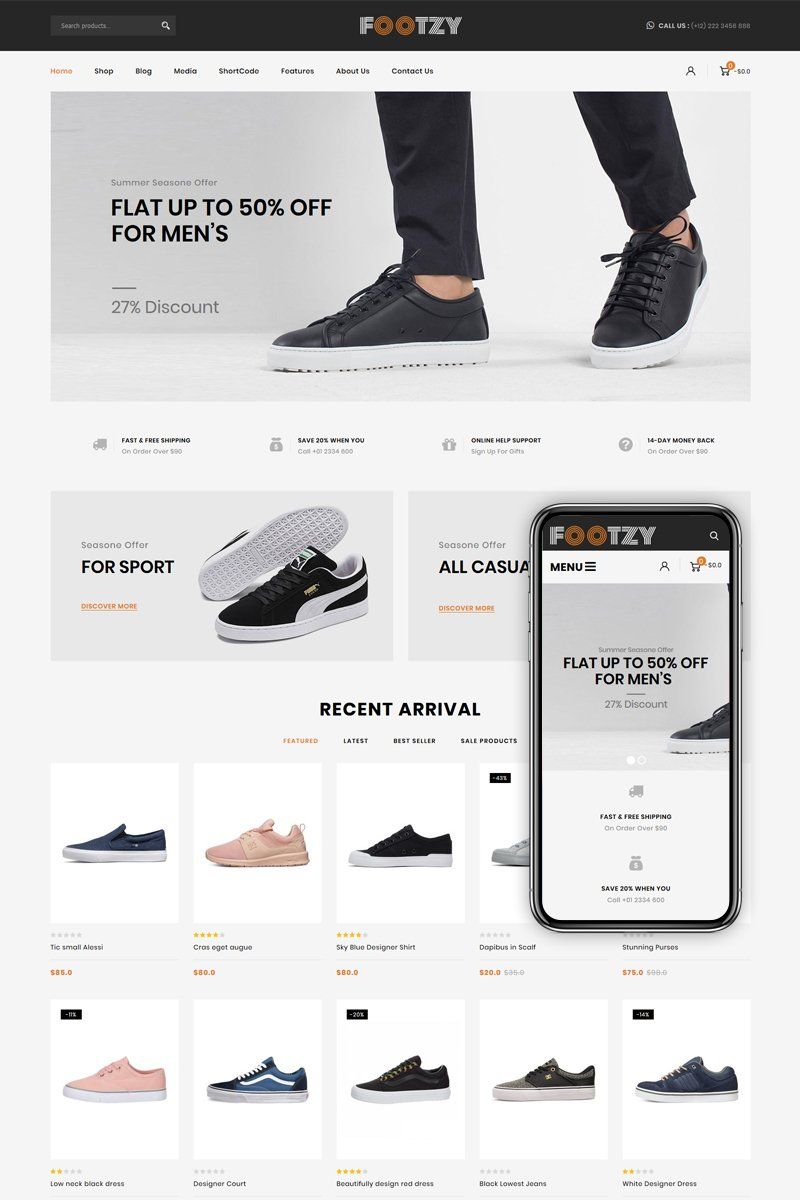 Search products...
FOOTZY
CALL US : (+12) 222 3456 888
Home Shop Blog Media ShortCode Features About Us Contact Us
0
-$0.0
Summer Seasone Offer
FLAT UP TO 50% OFF
FOR MEN'S
27% Discount
FAST & FREE SHIPPING
On Order Over $90
SAVE 20% WHEN YOU
Call +01 2334 600
ONLINE HELP SUPPORT
Sign Up For Gifts
14-DAY MONEY BACK
On Order Over $90
Seasone Offer
FOR SPORT
DISCOVER MORE
PUMA
Seasone Offer
ALL CASUA
DISCOVER MORE
FOOTZY
MENU
0
-$0.0
Summer Seasone Offer
FLAT UP TO 50% OFF
FOR MEN'S
27% Discount
FAST & FREE SHIPPING
On Order Over $90
SAVE 20% WHEN YOU
Call +01 2334 600
RECENT ARRIVAL
FEATURED LATEST BEST SELLER SALE PRODUCTS
-43%
Tic small Alessi
$85.0
Cras eget augue
$80.0
Sky Blue Designer Shirt
$80.0
Dapibus in Scalf
$20.0 $35.0
Stunning Purses
$75.0 $98.0
-11%
-20%
-14%
Low neck black dress
Designer Court
Beautifully design red dress
Black Lowest Jeans
White Designer Dress